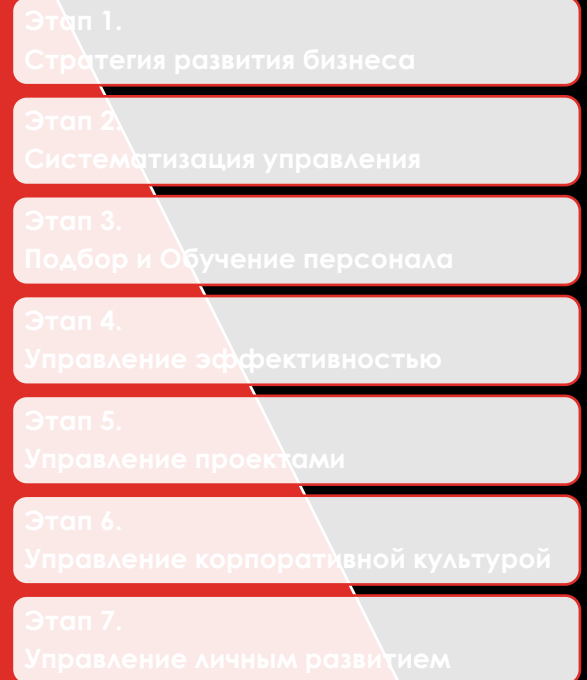 Этап 1.
Стратегия развития бизнеса
Этап 2.
Систематизация управления
Этап 3.
Подбор и Обучение персонала
Этап 4.
Управление эффективностью
Этап 5.
Управление проектами
Этап 6.
Управление корпоративной культурой
Этап 7.
Управление личным развитием